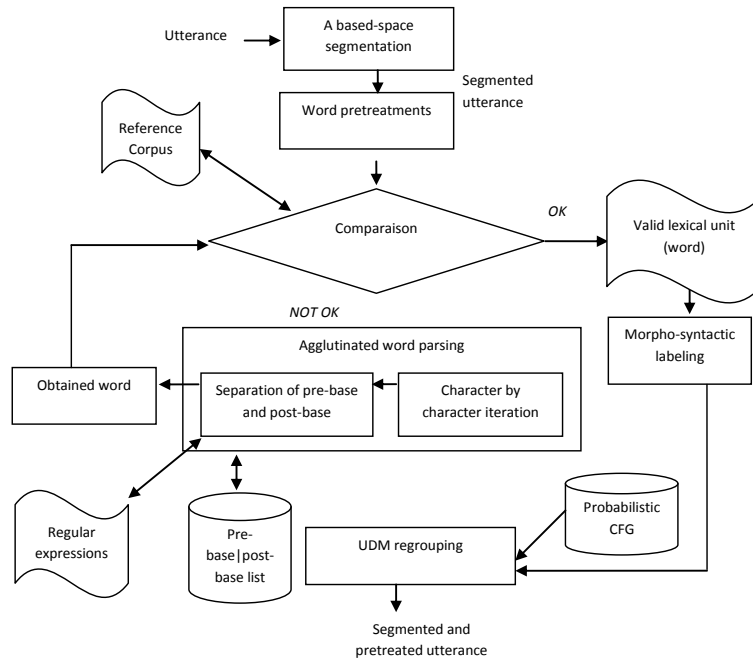 Utterance
A based-space
segmentation
Segmented
utterance
Word pretreatments
Reference
Corpus
Comparaison
OK
Valid lexical unit
(word)
NOT OK
Morpho-syntactic
labeling
Agglutinated word parsing
Obtained word
Separation of pre-base
and post-base
Character by
character iteration
Regular
expressions
Pre-
base|post-
base list
UDM regrouping
Probabilistic
CFG
Segmented and
pretreated utterance